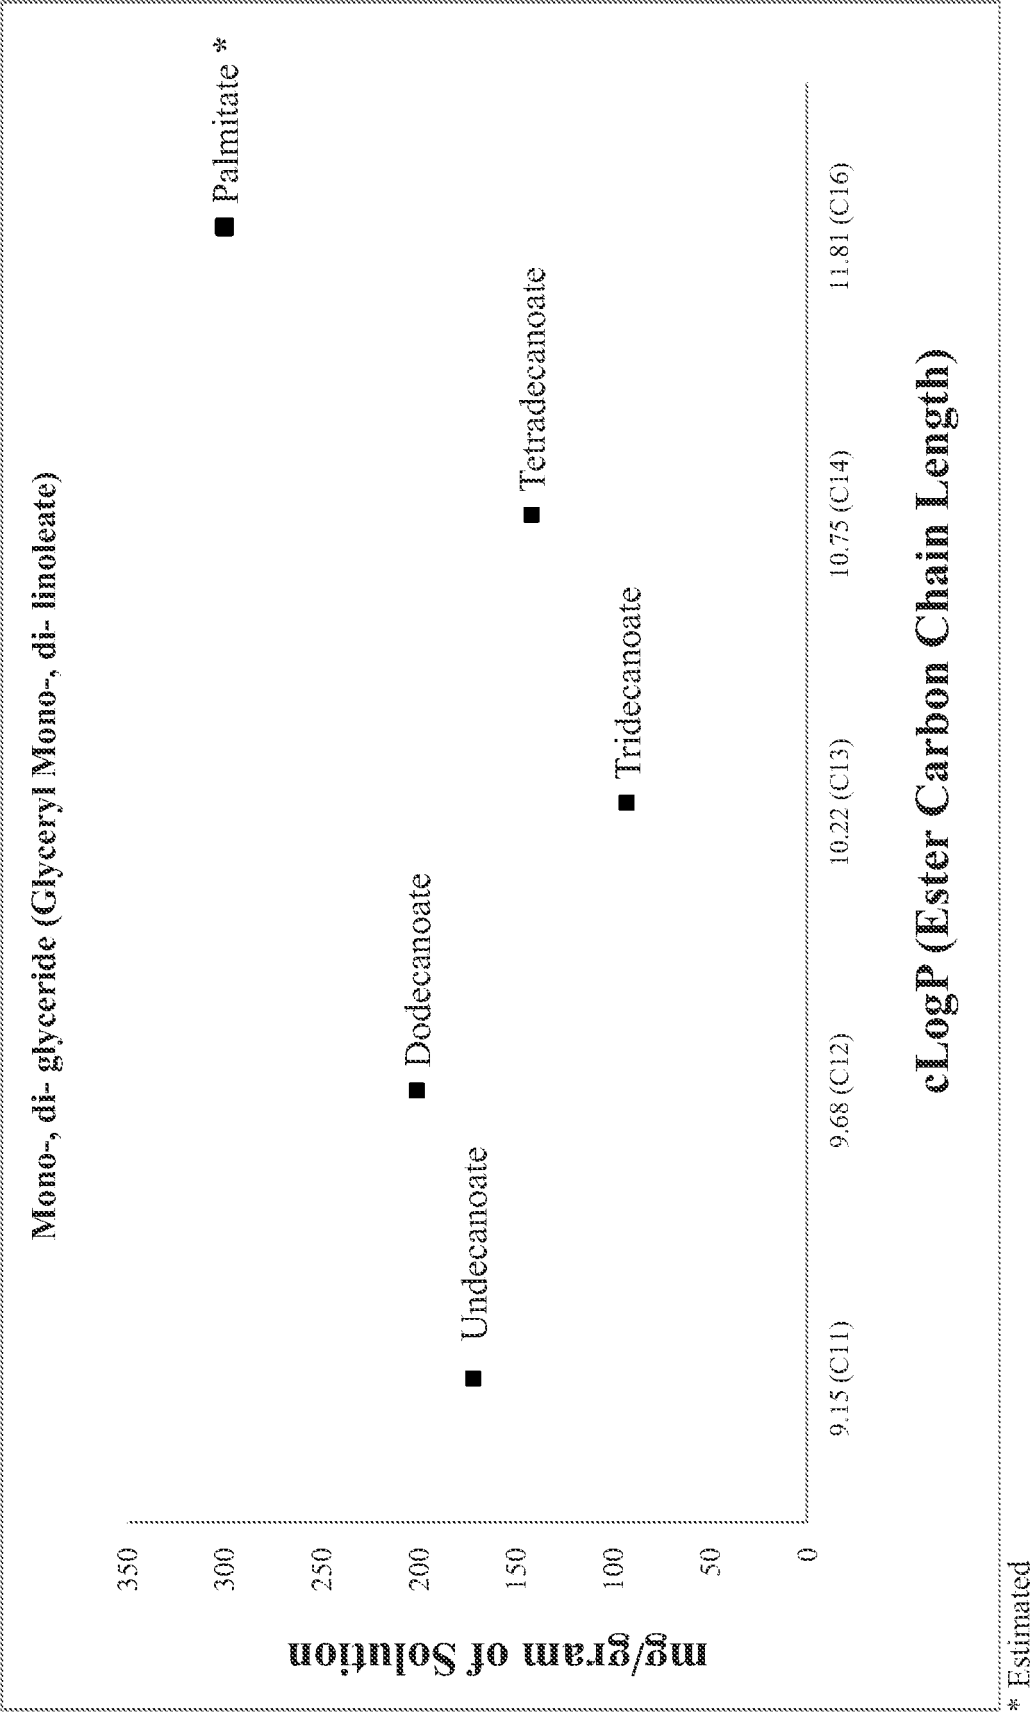 Mono-, di- glyceride (Glyceryl Mono-, di- linoleate)
mg/gram of Solution
350
300
250
200
150
100
50
0
Undecanoate
Dodecanoate
Tridecanoate
Tetradecanoate
Palmitate *
9.15 (C11)
9.68 (C12)
10.22 (C13)
10.75 (C14)
11.81 (C16)
cLogP (Ester Carbon Chain Length)
* Estimated